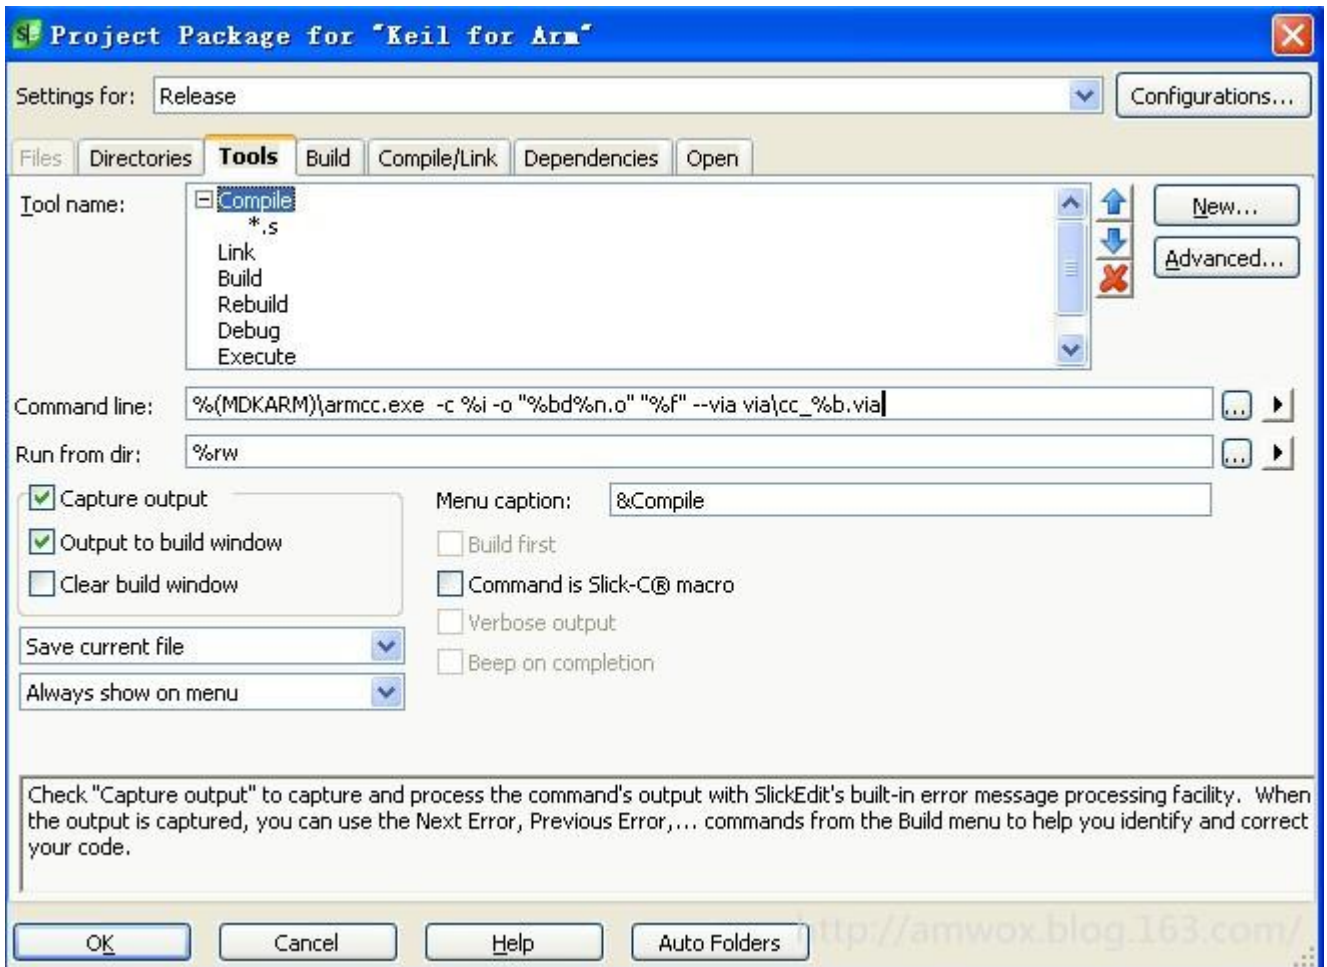 Project Package for "Keil for Arm"
Settings for: Release Configurations...
Files Directories Tools Build Compile/Link Dependencies Open
Tool name: Compile New...
*.s
Link Advanced...
Build
Rebuild
Debug
Execute
Command line: %(MDKARM)\armcc.exe -c %i -o "%bd%n.o" "%f" --via via\cc_%b.via ...
Run from dir: %rw ...
Capture output Menu caption: &Compile
Output to build window Build first
Clear build window Command is Slick-C® macro
Verbose output
Save current file Beep on completion
Always show on menu
Check "Capture output" to capture and process the command's output with SlickEdit's built-in error message processing facility. When
the output is captured, you can use the Next Error, Previous Error,... commands from the Build menu to help you identify and correct
your code.
OK Cancel Help Auto Folders
http://amwox.blog.163.com/